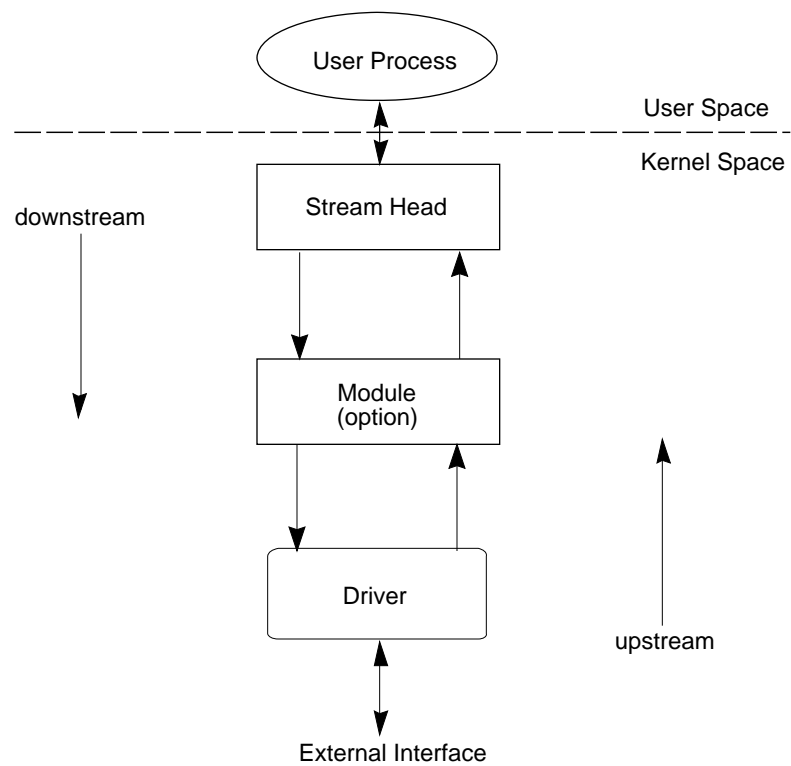 User Process
User Space
Kernel Space
Stream Head
downstream
Module
(option)
Driver
upstream
External Interface